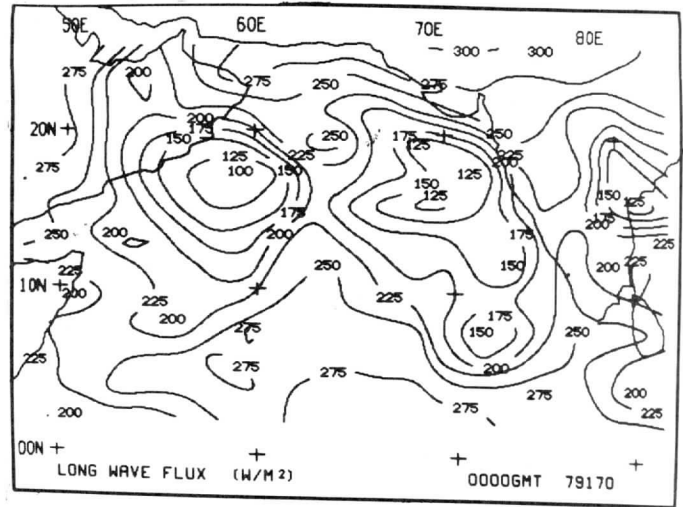 50E 60E 70E 80E
300 300
275 200 275 250 275
20N 200 175 150 250 225 175 125 250 225 200
275 125 100 150 150 125 125 150
175 175 125
250 200 200 175 200 225
225 250 150 200
10N 200 225 225
200 275 175 150 250
225 275 275 200 275 200
200 275 225
00N
LONG WAVE FLUX (W/M²) 0000GMT 79170